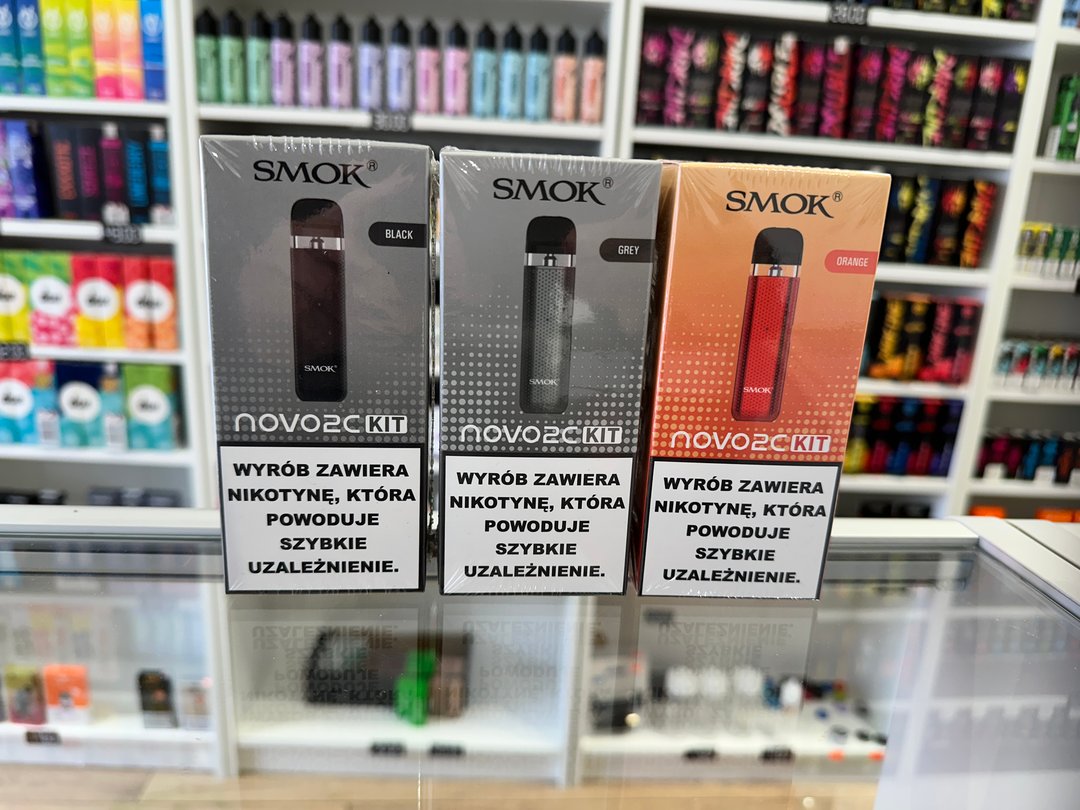 SMOK®
BLACK
SMOK
NOVO2C KIT
WYRÓB ZAWIERA
NIKOTYNĘ, KTÓRA
POWODUJE
SZYBKIE
UZALEŻNIENIE.
SMOK®
GREY
SMOK
NOVO2C KIT
WYRÓB ZAWIERA
NIKOTYNĘ, KTÓRA
POWODUJE
SZYBKIE
UZALEŻNIENIE.
SMOK®
ORANGE
SMOK
NOVO2C KIT
WYRÓB ZAWIERA
NIKOTYNĘ, KTÓRA
POWODUJE
SZYBKIE
UZALEŻNIENIE.